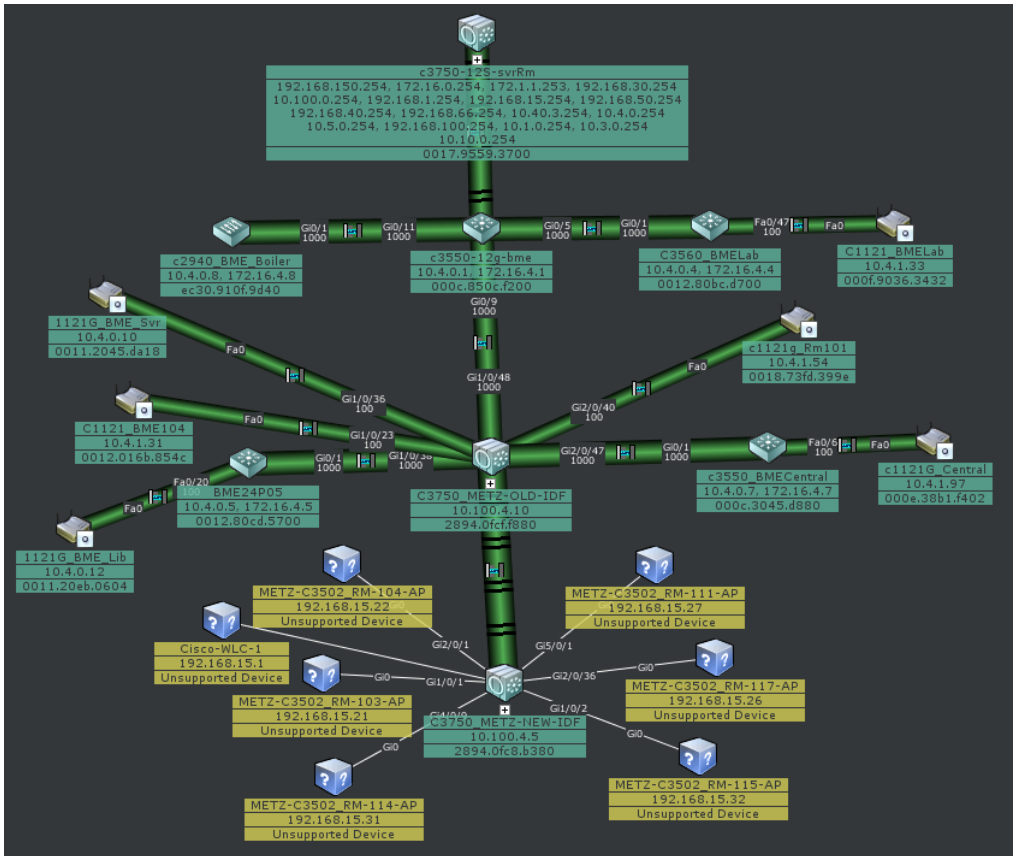 c3750-12S-svrRm
192.168.150.254, 172.16.0.254, 172.1.1.253, 192.168.30.254
10.100.0.254, 192.168.1.254, 192.168.15.254, 192.168.50.254
192.168.40.254, 192.168.66.254, 10.40.3.254, 10.4.0.254
10.5.0.254, 192.168.100.254, 10.1.0.254, 10.3.0.254
10.10.0.254
0017.9559.3700
Gi0/1
1000
Gi0/11
1000
Gi0/5
1000
Gi0/1
1000
Fa0/47
100
Fa0
c2940_BME_Boiler
10.4.0.8, 172.16.4.8
ec30.910f.9d40
c3550-12g-bme
10.4.0.1, 172.16.4.1
000c.850c.f200
C3560_BMELab
10.4.0.4, 172.16.4.4
0012.80bc.d700
C1121_BMELab
10.4.1.33
000f.9036.3432
Gi0/9
1000
1121G_BME_Svr
10.4.0.10
0011.2045.da18
Fa0
Gi1/0/36
100
c1121g_Rm101
10.4.1.54
0018.73fd.399e
Fa0
Gi2/0/40
100
Gi1/0/48
1000
C1121_BME104
10.4.1.31
0012.016b.854c
Fa0
Gi1/0/23
100
Gi0/1
1000
Gi1/0/38
1000
Gi2/0/47
1000
Gi0/1
1000
Fa0/6
100
Fa0
BME24P05
10.4.0.5, 172.16.4.5
0012.80cd.5700
Fa0/20
100
Fa0
C3750_METZ-OLD-IDF
10.100.4.10
2894.0fcf.f880
c3550_BMECentral
10.4.0.7, 172.16.4.7
000c.3045.d880
c1121G_Central
10.4.1.97
000e.38b1.f402
1121G_BME_Lib
10.4.0.12
0011.20eb.0604
METZ-C3502_RM-104-AP
192.168.15.22
Unsupported Device
Gi0
METZ-C3502_RM-111-AP
192.168.15.27
Unsupported Device
Cisco-WLC-1
192.168.15.1
Unsupported Device
Gi2/0/1
Gi5/0/1
METZ-C3502_RM-103-AP
192.168.15.21
Unsupported Device
Gi0
Gi1/0/1
Gi2/0/36
Gi0
METZ-C3502_RM-117-AP
192.168.15.26
Unsupported Device
Gi1/0/2
C3750_METZ-NEW-IDF
10.100.4.5
2894.0fc8.b380
Gi0
Gi0
METZ-C3502_RM-114-AP
192.168.15.31
Unsupported Device
METZ-C3502_RM-115-AP
192.168.15.32
Unsupported Device